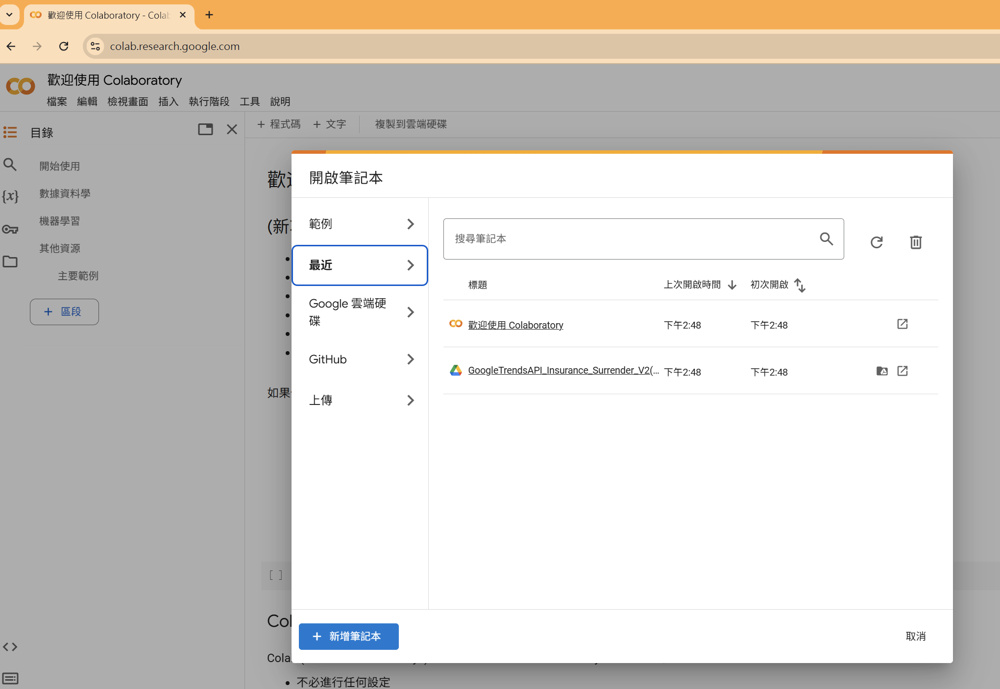 歡迎使用 Colaboratory - Colab
colab.research.google.com
歡迎使用 Colaboratory
檔案 編輯 檢視畫面 插入 執行階段 工具 說明
目錄
開始使用
數據資料學
機器學習
其他資源
主要範例
+ 區段
+ 程式碼 + 文字 複製到雲端硬碟
(新
如果
[ ]
不必進行任何設定
開啟筆記本
範例
最近
Google 雲端硬
碟
GitHub
上傳
搜尋筆記本
標題 上次開啟時間 初次開啟
歡迎使用 Colaboratory 下午2:48 下午2:48
GoogleTrendsAPI_Insurance_Surrender_V2(... 下午2:48 下午2:48
+ 新增筆記本
取消